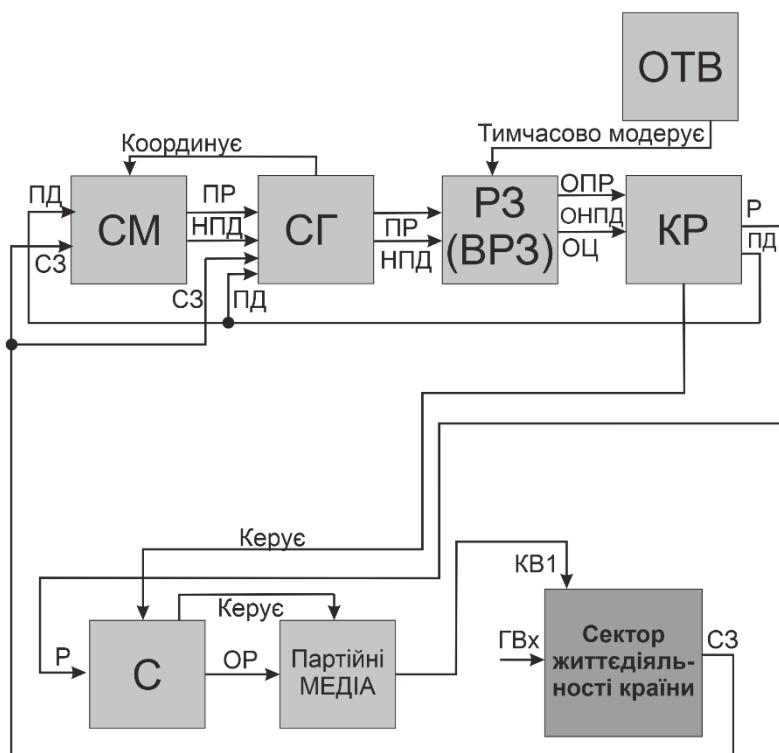 ОТВ
Координує
Тимчасово модерує
ПД
СМ
ПР
НПД
СГ
ПР
НПД
РЗ
(ВРЗ)
ОПР
ОНПД
ОЦ
КР
Р
ПД
СЗ
СЗ
ПД
Керує
Керує
КВ1
Р
С
ОР
Партійні
МЕДІА
ГВх
Сектор
життєдіяль-
ності країни
СЗ